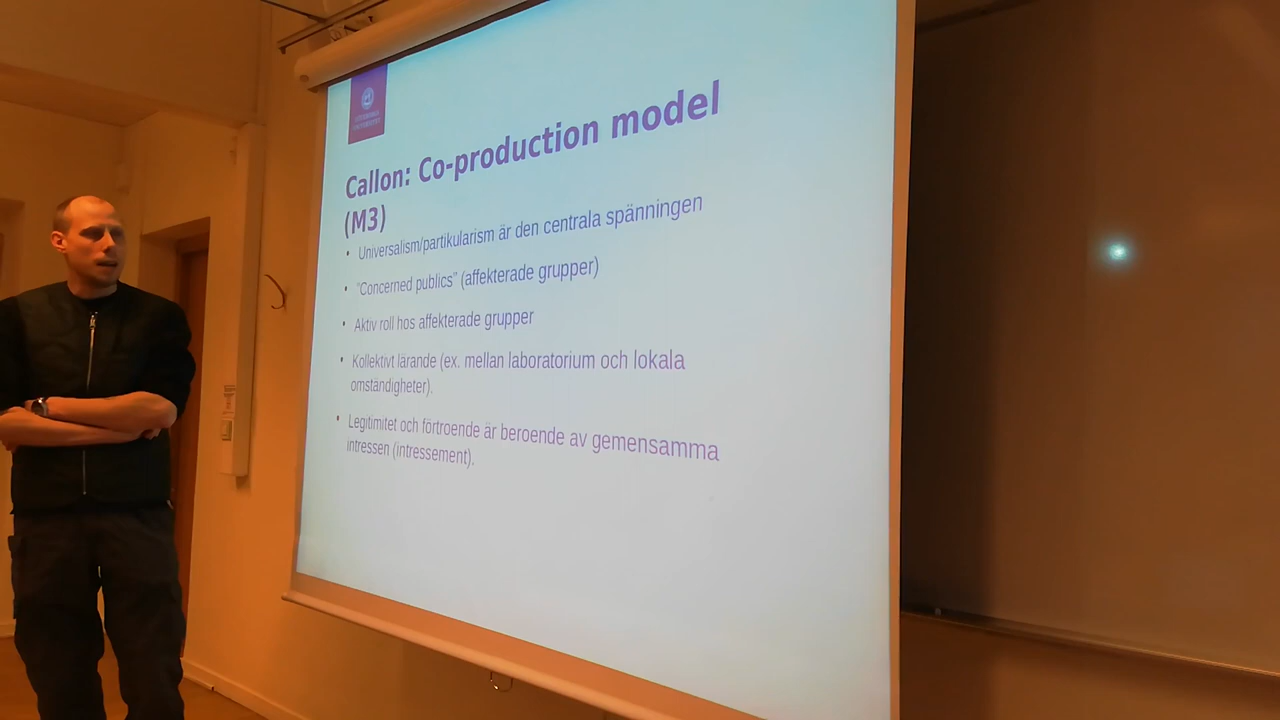 Callon: Co-production model
(M3)
• Universalism/partikularism är den centrala spänningen
• "Concerned publics" (affekterade grupper)
• Aktiv roll hos affekterade grupper
• Kollektivt lärande (ex. mellan laboratorium och lokala
omständigheter).
• Legitimitet och förtroende är beroende av gemensamma
intressen (intressement).